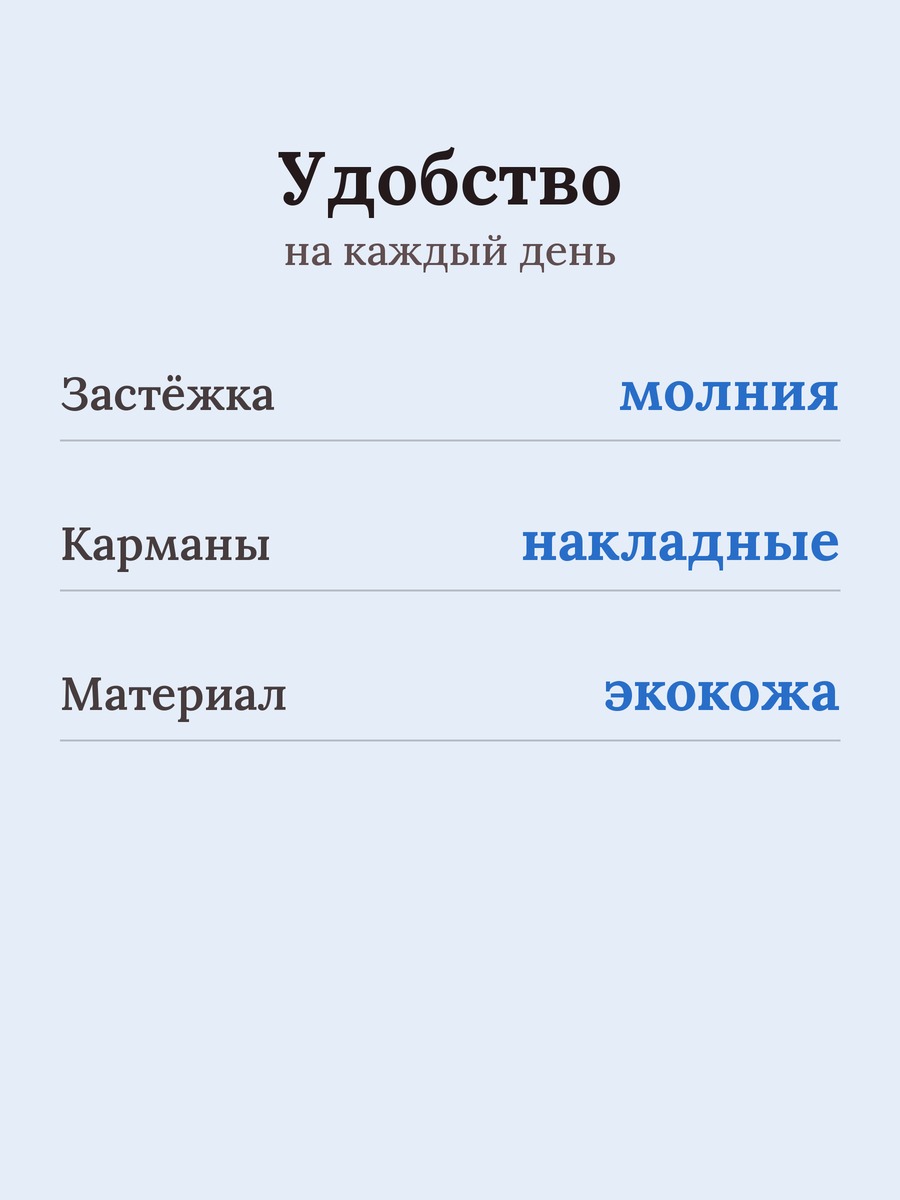 Удобство
на каждый день
Застёжка молния
Карманы накладные
Материал экокожа